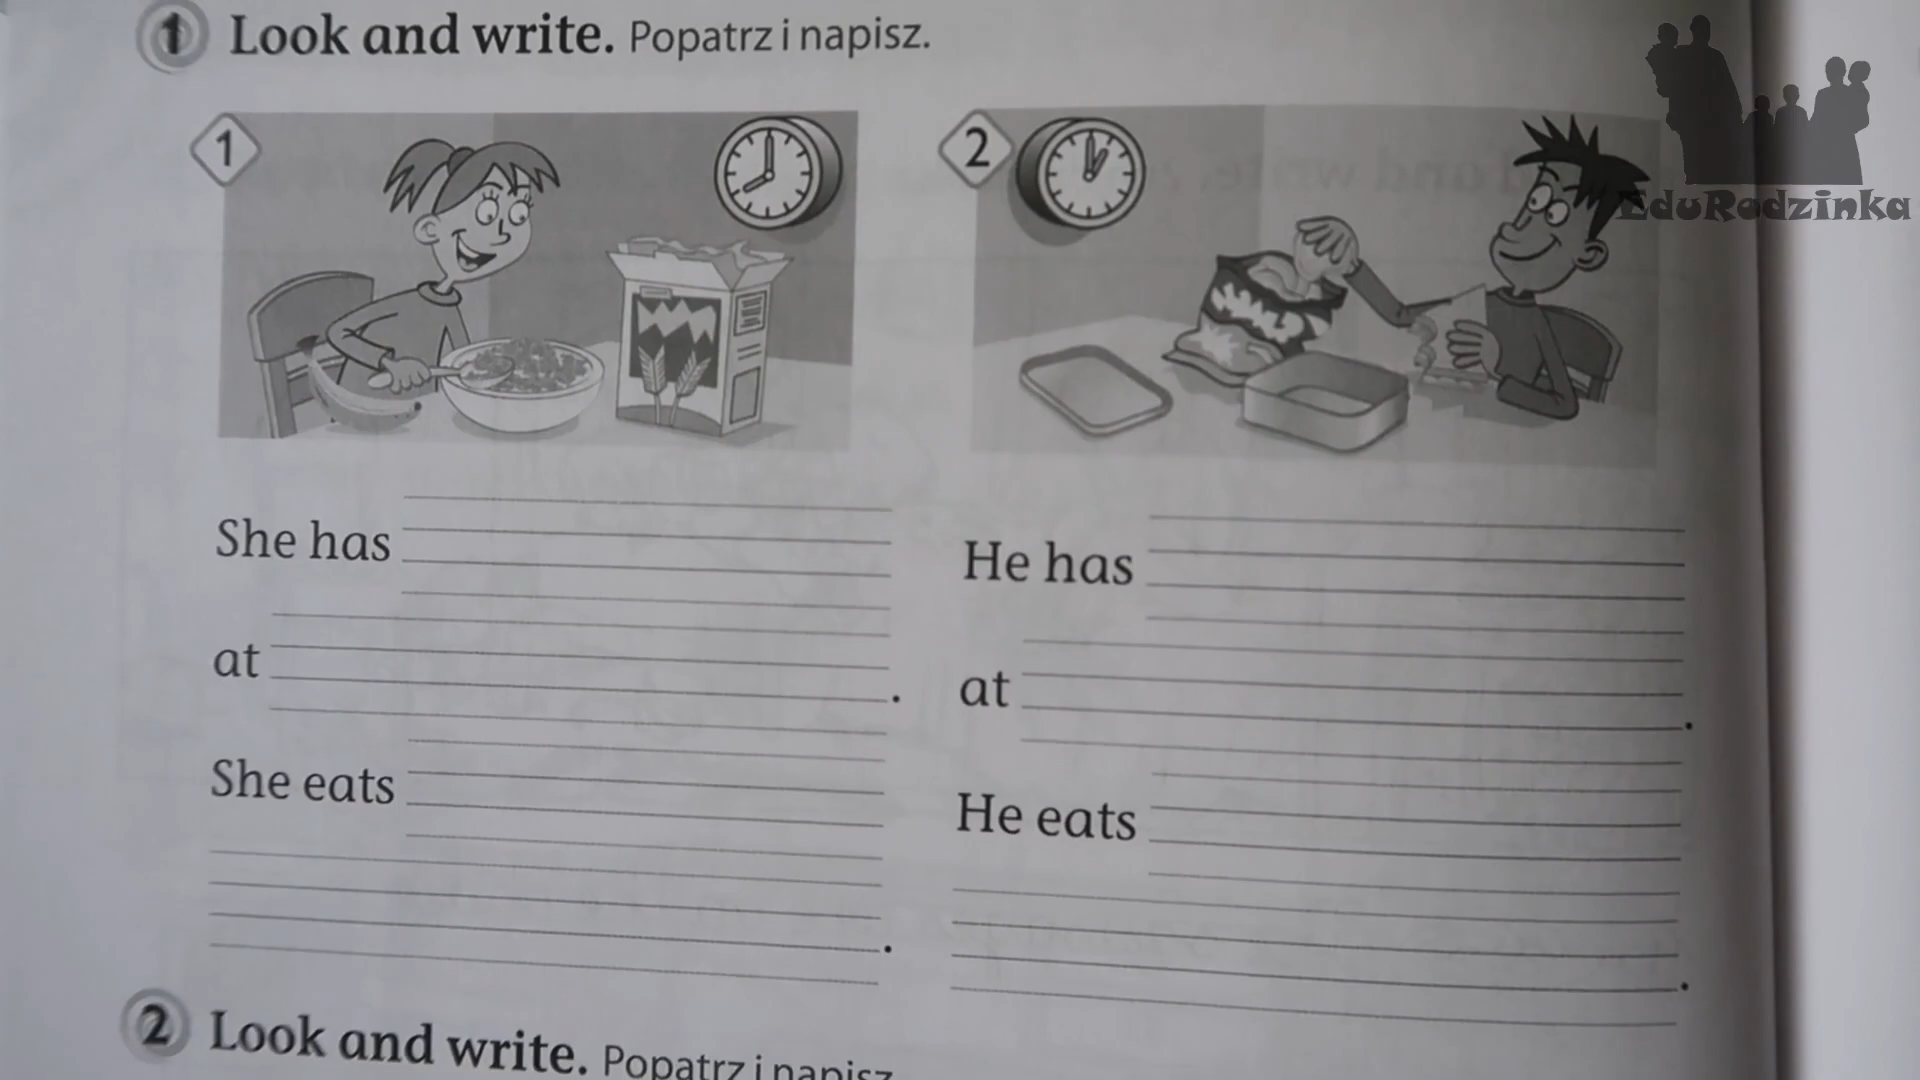 1 Look and write. Popatrz i napisz.
1
2
EduRodzinka
She has
at .
She eats
.
He has
at .
He eats
.
2 Look and write. Popatrz i napisz